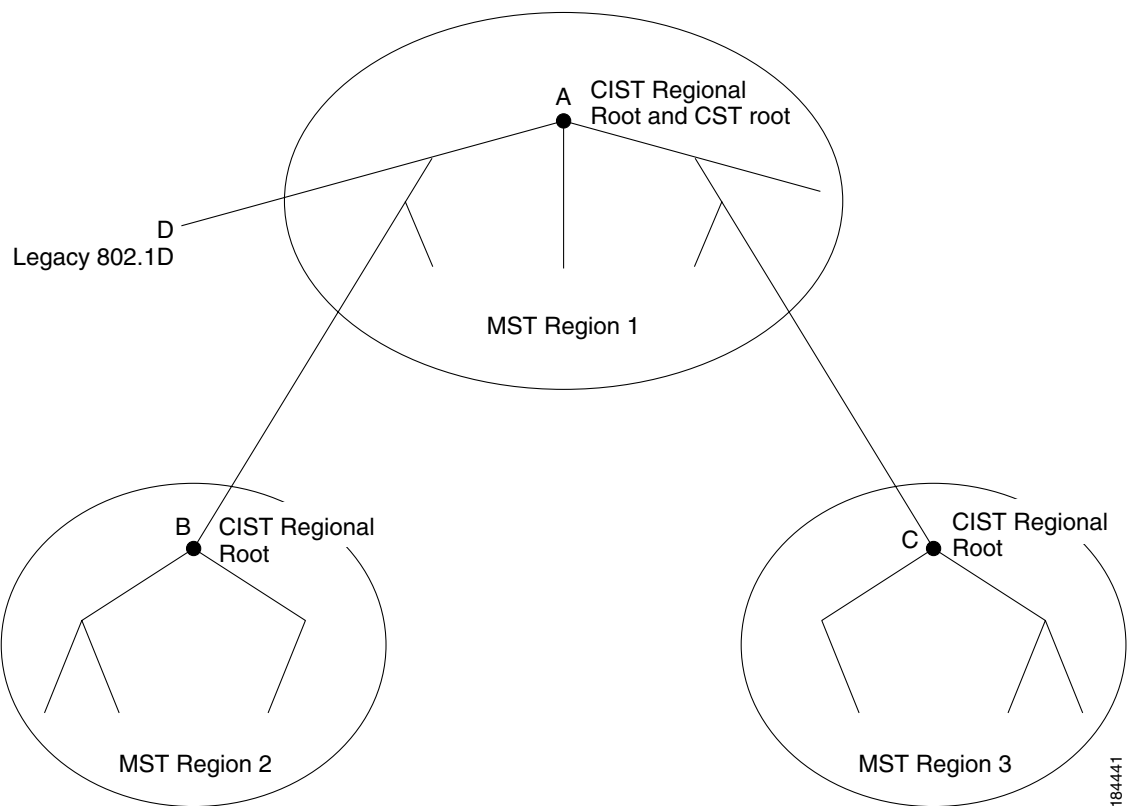 A
CIST Regional
Root and CST root
D
Legacy 802.1D
MST Region 1
B
CIST Regional
Root
C
CIST Regional
Root
MST Region 2
MST Region 3
184441